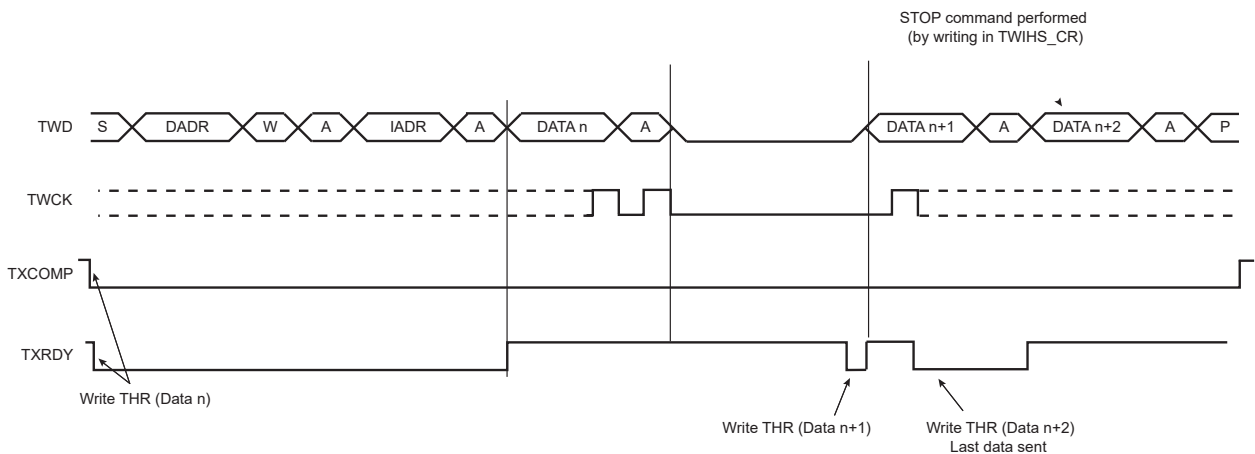 STOP command performed
(by writing in TWIHS_CR)
TWD S DADR W A IADR A DATA n A DATA n+1 A DATA n+2 A P
TWCK
TXCOMP
TXRDY
Write THR (Data n)
Write THR (Data n+1) Write THR (Data n+2)
Last data sent